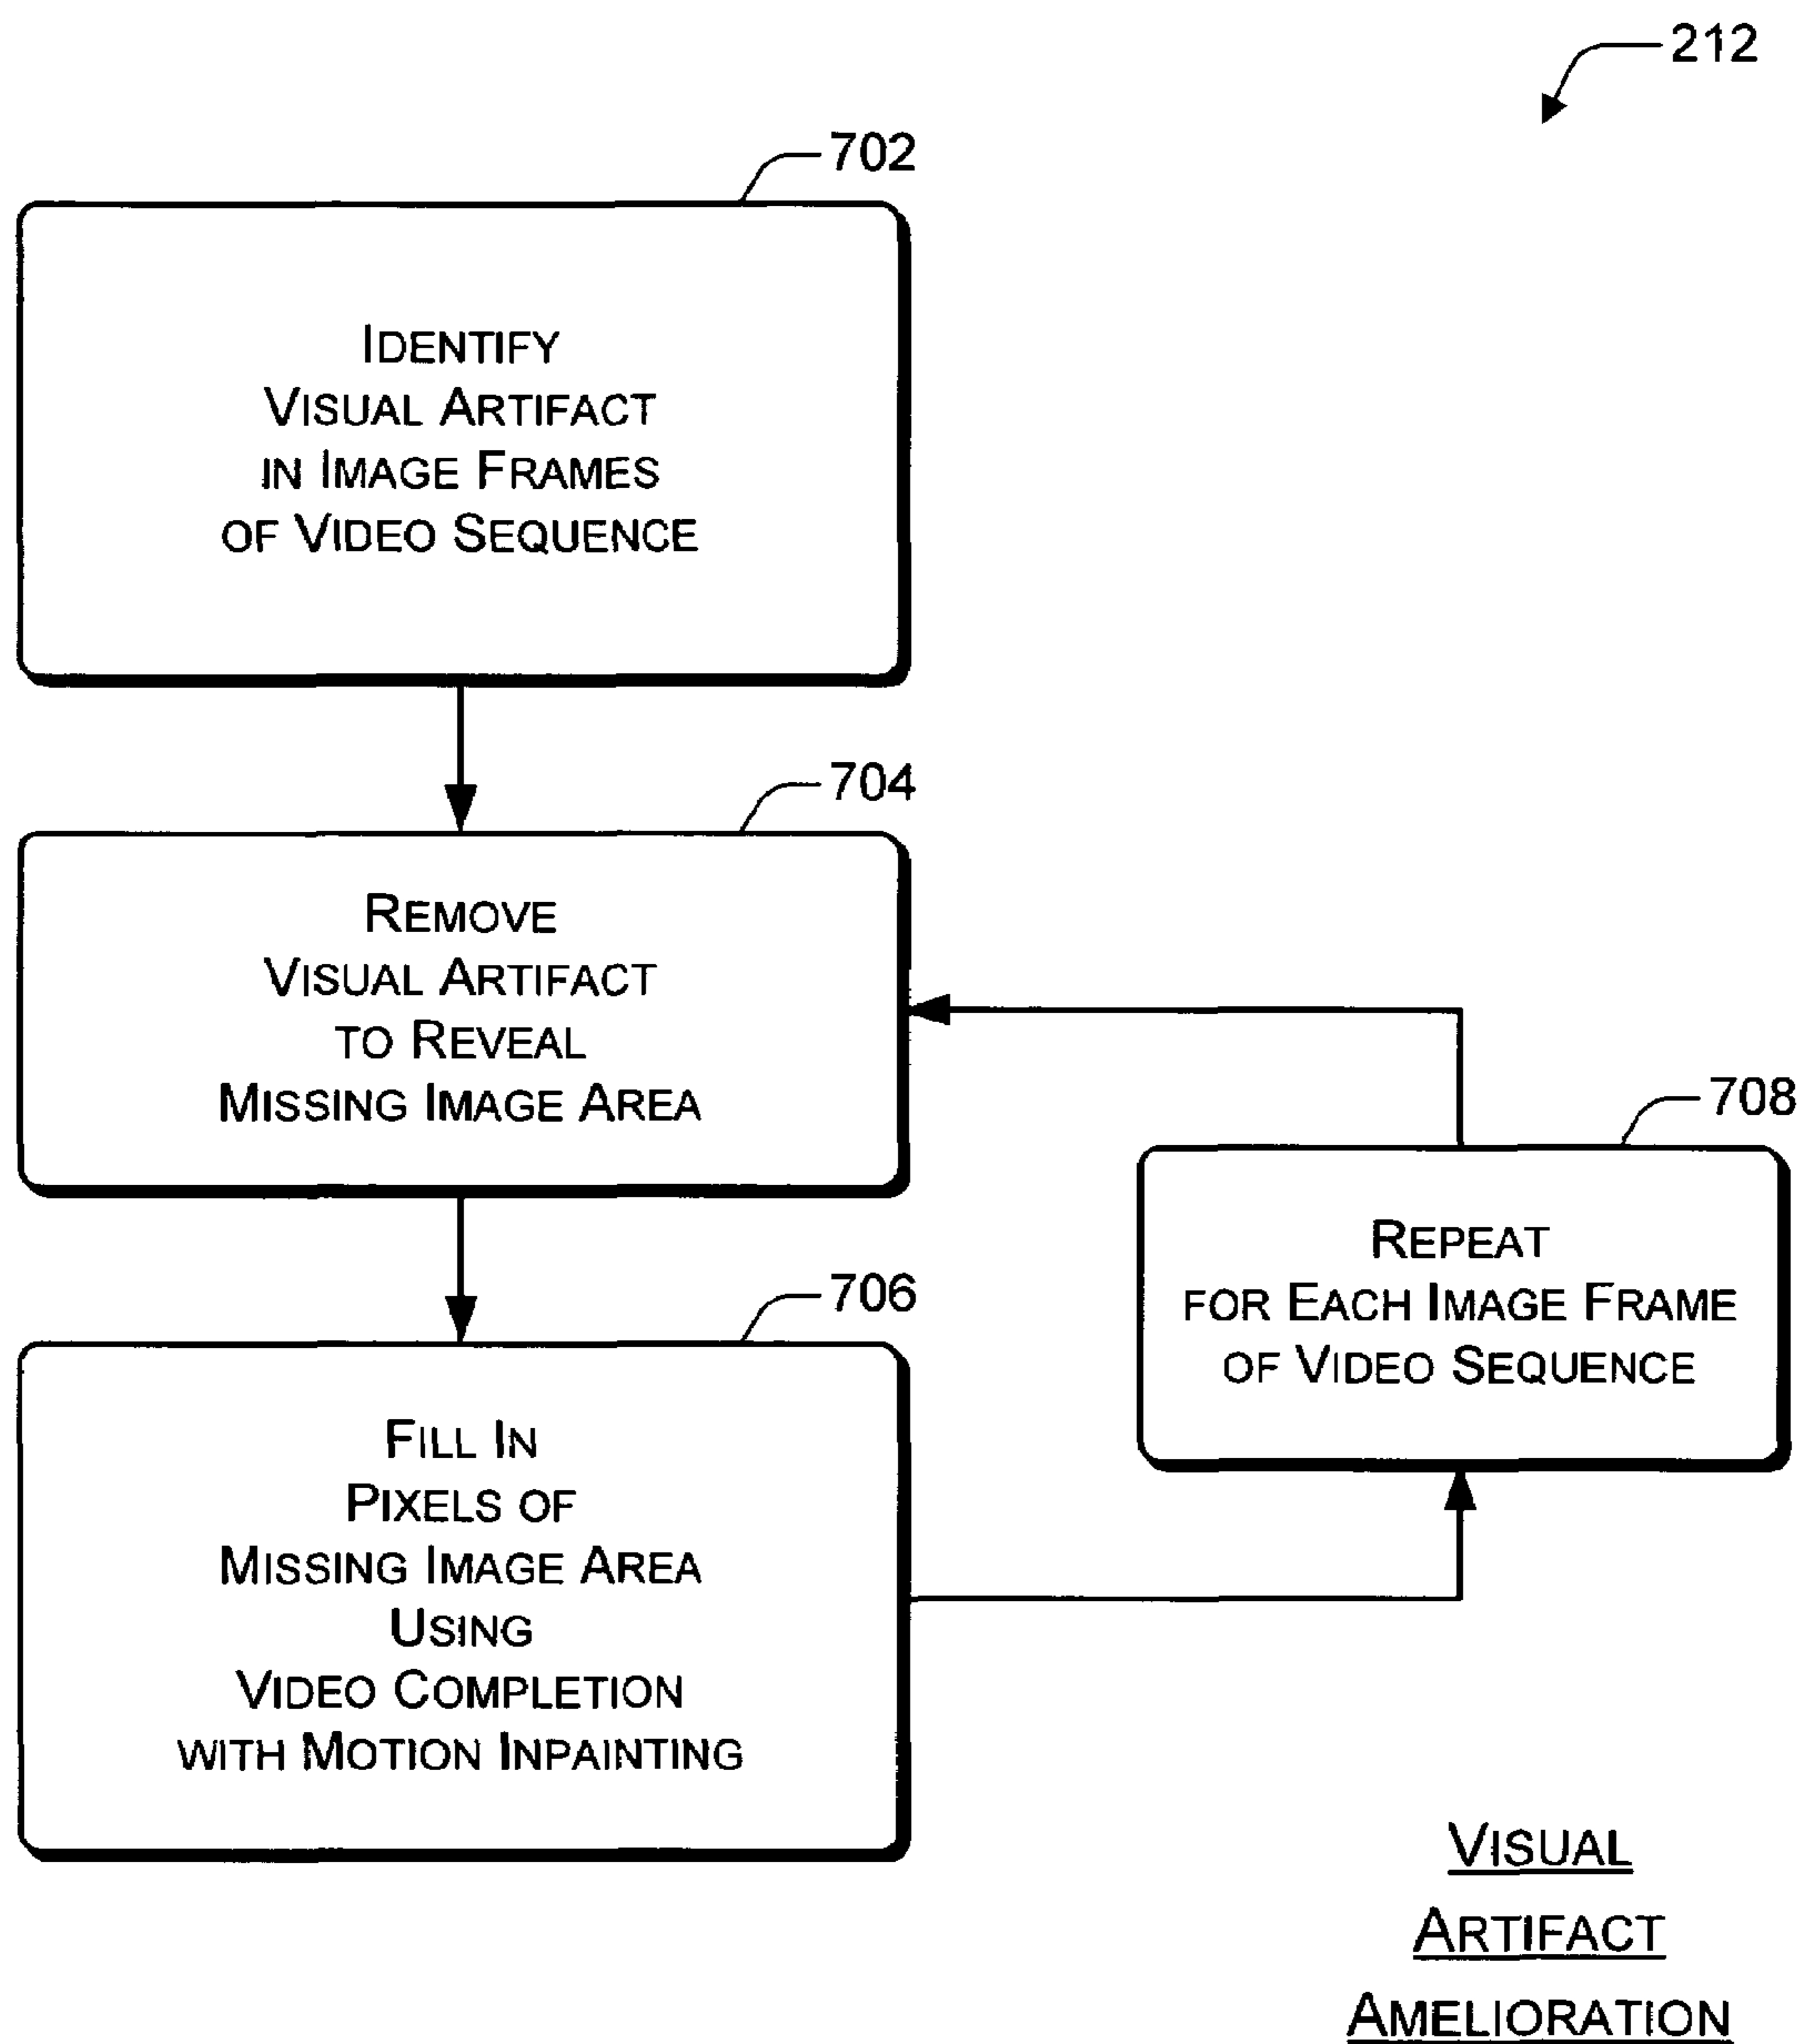 212
702
IDENTIFY
VISUAL ARTIFACT
IN IMAGE FRAMES
OF VIDEO SEQUENCE
704
REMOVE
VISUAL ARTIFACT
TO REVEAL
MISSING IMAGE AREA
708
REPEAT
FOR EACH IMAGE FRAME
OF VIDEO SEQUENCE
706
FILL IN
PIXELS OF
MISSING IMAGE AREA
USING
VIDEO COMPLETION
WITH MOTION INPAINTING
VISUAL
ARTIFACT
AMELIORATION